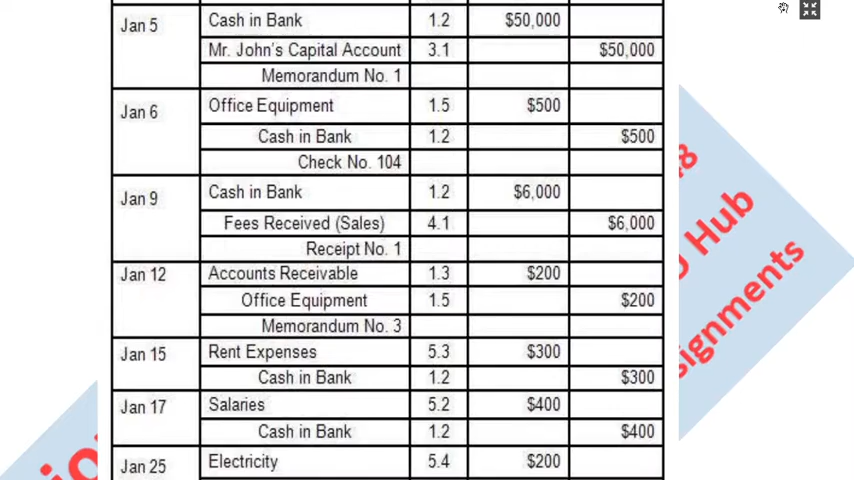 Jan 5 Cash in Bank 1.2 $50,000
Mr. John's Capital Account 3.1 $50,000
Memorandum No. 1
Jan 6 Office Equipment 1.5 $500
Cash in Bank 1.2 $500
Check No. 104
Jan 9 Cash in Bank 1.2 $6,000
Fees Received (Sales) 4.1 $6,000
Receipt No. 1
Jan 12 Accounts Receivable 1.3 $200
Office Equipment 1.5 $200
Memorandum No. 3
Jan 15 Rent Expenses 5.3 $300
Cash in Bank 1.2 $300
Jan 17 Salaries 5.2 $400
Cash in Bank 1.2 $400
Jan 25 Electricity 5.4 $200
Hub